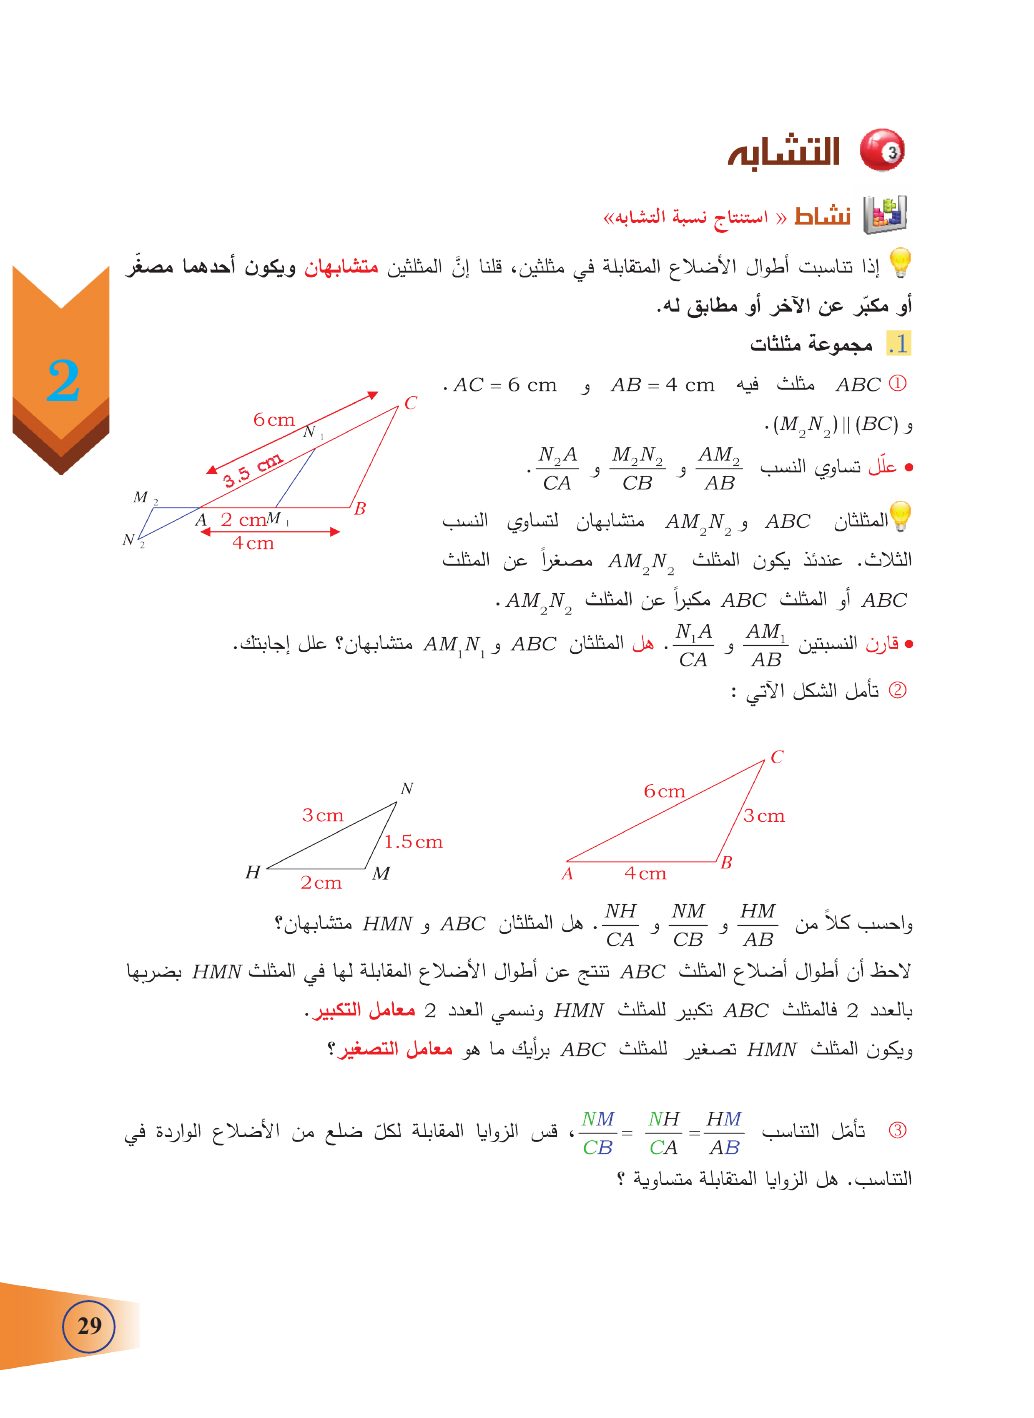 التشابه 3
نشاط « استنتاج نسبة التشابه»
إذا تناسبت أطوال الأضلاع المتقابلة في مثلثين، قلنا إنَّ المثلثين متشابهان ويكون أحدهما مصغَّر
أو مكبّر عن الآخر أو مطابق له.
2
1. مجموعة مثلثات
① ABC مثلث فيه AB = 4 cm و AC = 6 cm .
و (M₂N₂) || (BC) .
• علّل تساوي النسب AM₂/AB و M₂N₂/CB و N₂A/CA .
C
6cm
N₁
3.5 cm
M₂
A
2 cm
M₁
B
N₂
4cm
المثلثان ABC و AM₂N₂ متشابهان لتساوي النسب
الثلاث. عندئذ يكون المثلث AM₂N₂ مصغراً عن المثلث
ABC أو المثلث ABC مكبراً عن المثلث AM₂N₂ .
• قارن النسبتين AM₁/AB و N₁A/CA . هل المثلثان ABC و AM₁N₁ متشابهان؟ علل إجابتك.
② تأمل الشكل الآتي :
C
6cm
3cm
A
4cm
B
N
3cm
1.5cm
H
2cm
M
واحسب كلاً من HM/AB و NM/CB و NH/CA . هل المثلثان ABC و HMN متشابهان؟
لاحظ أن أطوال أضلاع المثلث ABC تنتج عن أطوال الأضلاع المقابلة لها في المثلث HMN بضربها
بالعدد 2 فالمثلث ABC تكبير للمثلث HMN ونسمي العدد 2 معامل التكبير.
ويكون المثلث HMN تصغير للمثلث ABC برأيك ما هو معامل التصغير؟
③ تأمّل التناسب HM/AB = NH/CA = NM/CB ، قس الزوايا المقابلة لكلّ ضلع من الأضلاع الواردة في
التناسب. هل الزوايا المتقابلة متساوية ؟
29